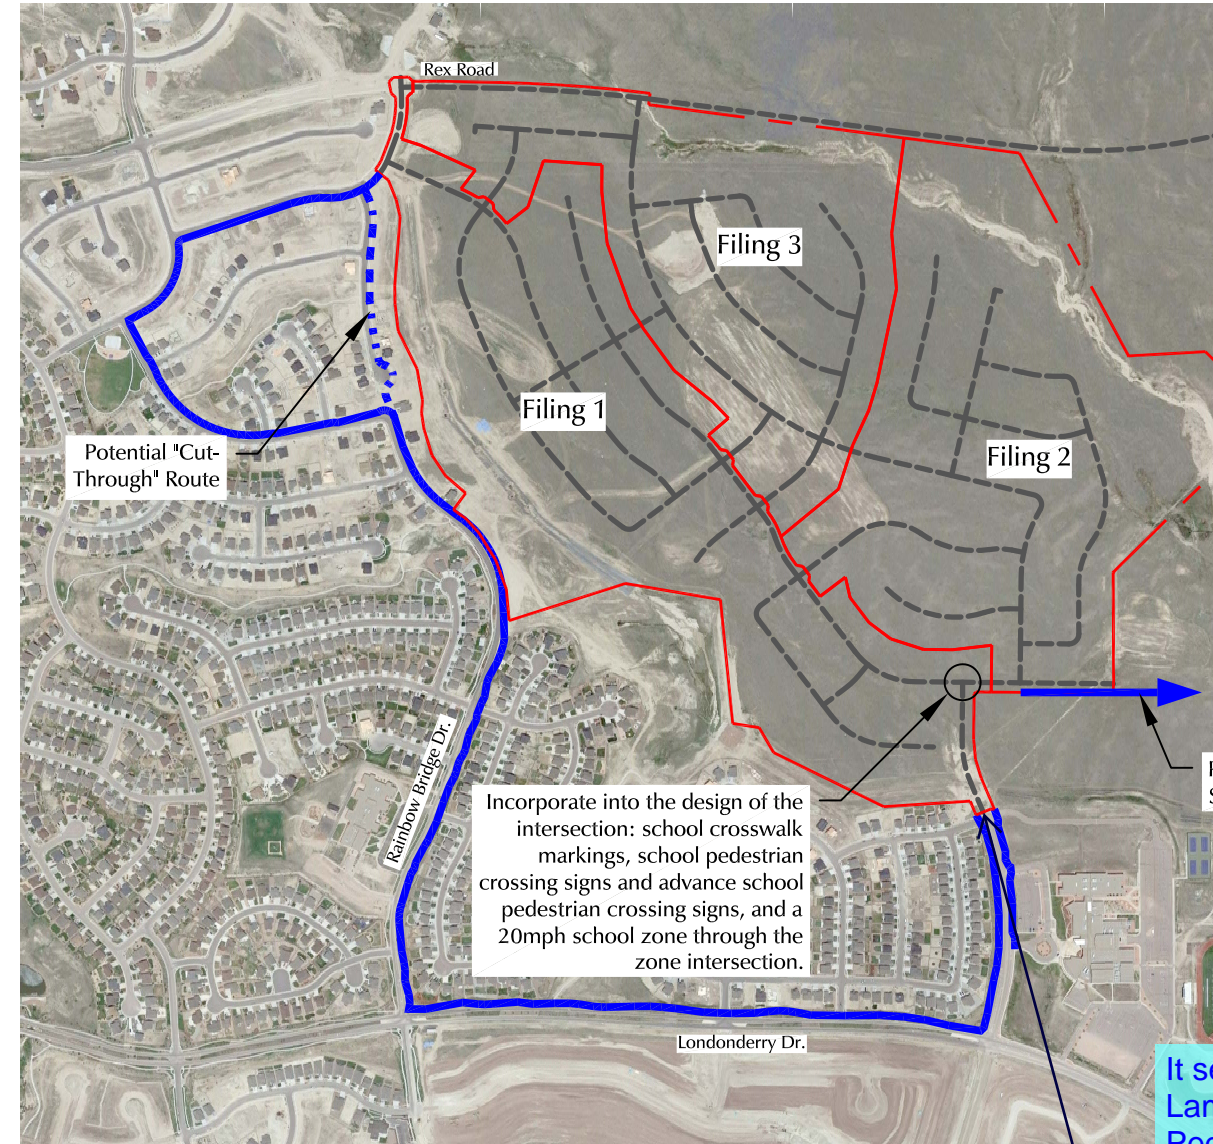 Rex Road
Filing 3
Filing 1
Filing 2
Potential "Cut-
Through" Route
Rainbow Bridge Dr.
Incorporate into the design of the
intersection: school crosswalk
markings, school pedestrian
crossing signs and advance school
pedestrian crossing signs, and a
20mph school zone through the
zone intersection.
Londonderry Dr.
It